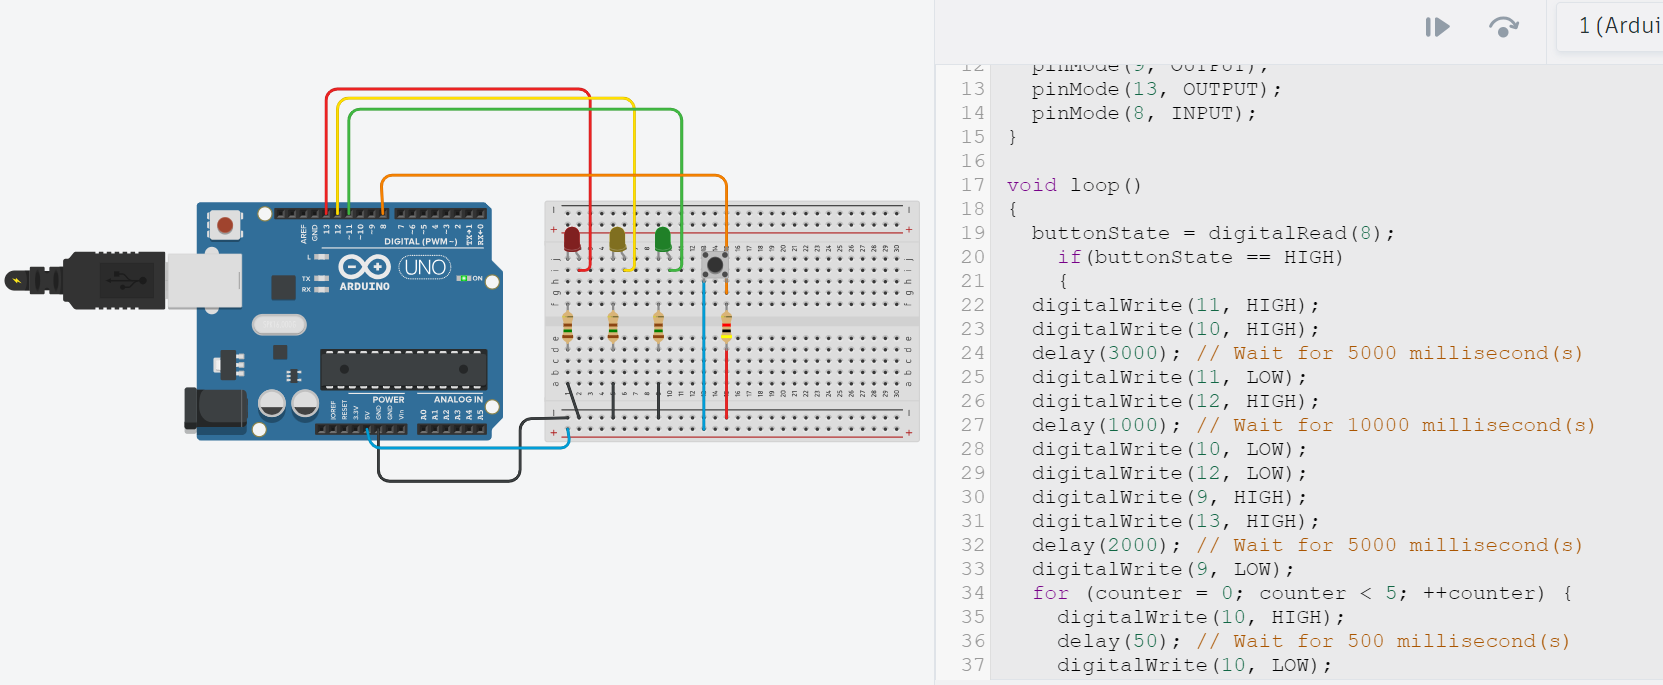 1 (Ardui
12 pinMode(9, OUTPUT);
13 pinMode(13, OUTPUT);
14 pinMode(8, INPUT);
15 }
16
17 void loop()
18 {
19 buttonState = digitalRead(8);
20 if(buttonState == HIGH)
21 {
22 digitalWrite(11, HIGH);
23 digitalWrite(10, HIGH);
24 delay(3000); // Wait for 5000 millisecond(s)
25 digitalWrite(11, LOW);
26 digitalWrite(12, HIGH);
27 delay(1000); // Wait for 10000 millisecond(s)
28 digitalWrite(10, LOW);
29 digitalWrite(12, LOW);
30 digitalWrite(9, HIGH);
31 digitalWrite(13, HIGH);
32 delay(2000); // Wait for 5000 millisecond(s)
33 digitalWrite(9, LOW);
34 for (counter = 0; counter < 5; ++counter) {
35 digitalWrite(10, HIGH);
36 delay(50); // Wait for 500 millisecond(s)
37 digitalWrite(10, LOW);
AREF GND 13 12 ~11 ~10 ~9 8 7 ~6 ~5 4 ~3 2 TX→1 RX←0
DIGITAL (PWM~)
L
TX
RX
UNO
ON
ARDUINO
POWER
ANALOG IN
IOREF RESET 3.3V 5V GND GND Vin A0 A1 A2 A3 A4 A5